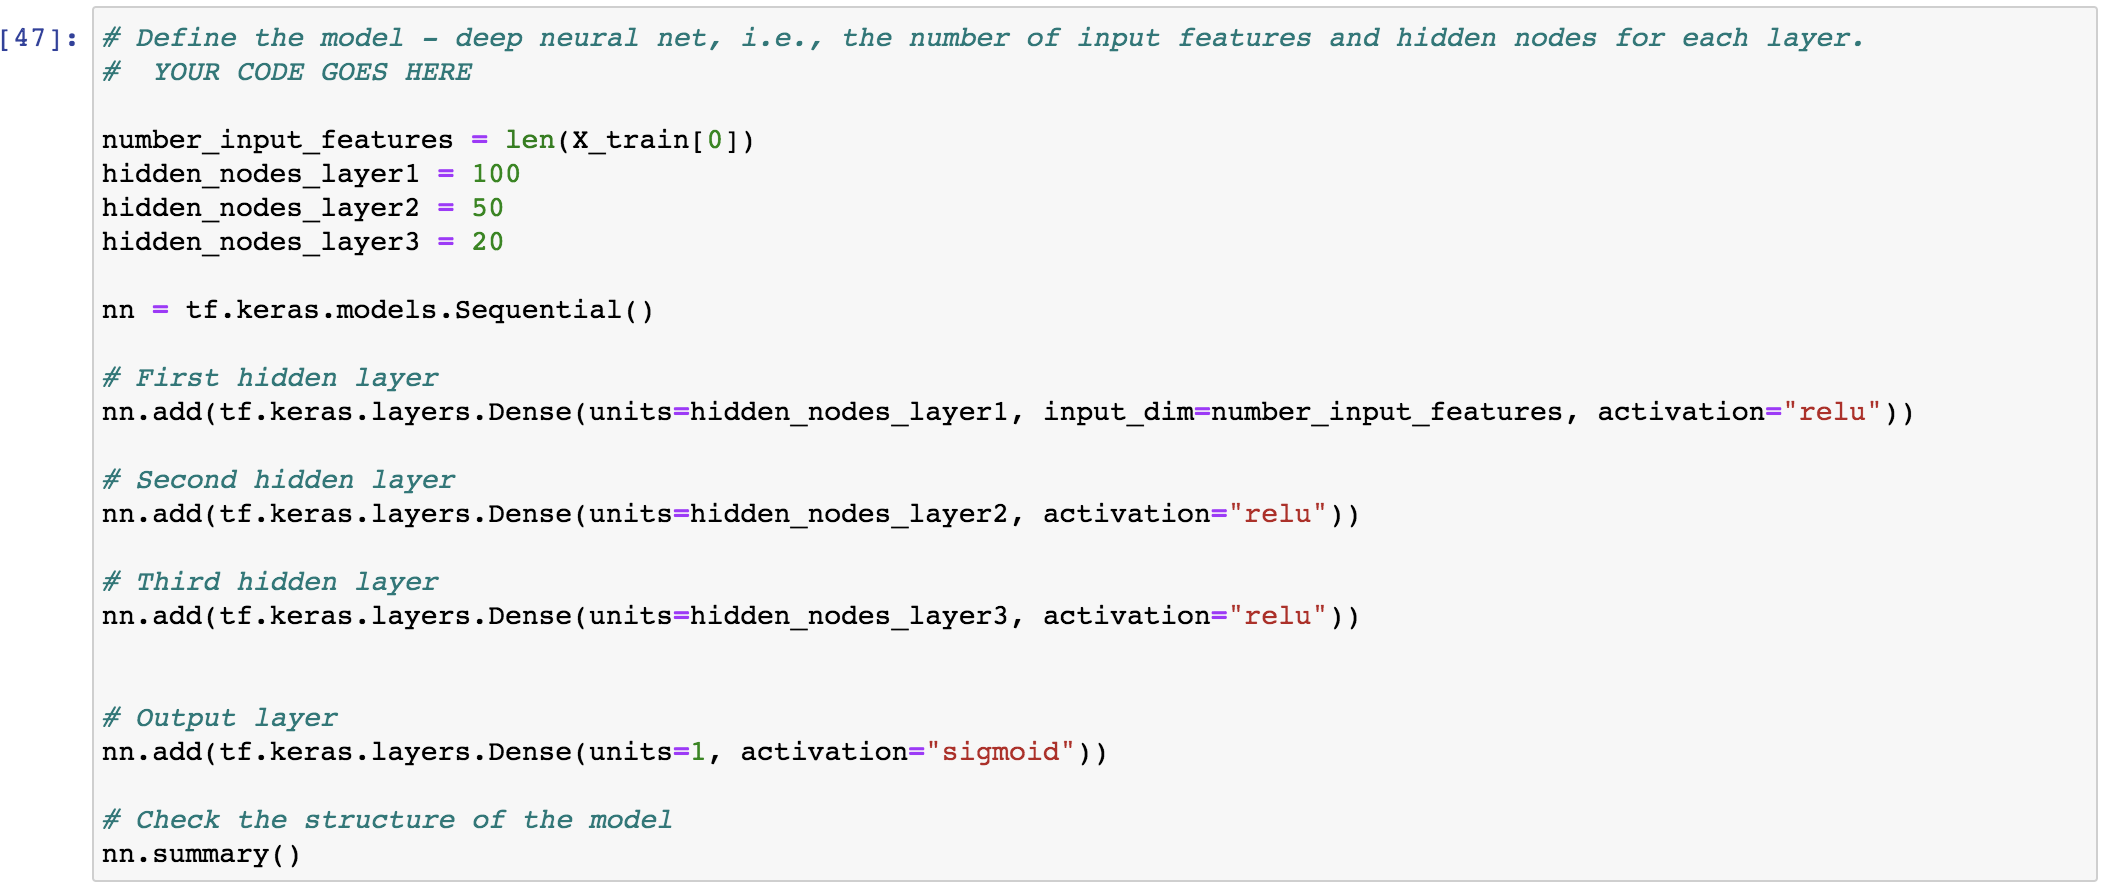 [47]: # Define the model - deep neural net, i.e., the number of input features and hidden nodes for each layer.
#  YOUR CODE GOES HERE
number_input_features = len(X_train[0])
hidden_nodes_layer1 = 100
hidden_nodes_layer2 = 50
hidden_nodes_layer3 = 20
nn = tf.keras.models.Sequential()
# First hidden layer
nn.add(tf.keras.layers.Dense(units=hidden_nodes_layer1, input_dim=number_input_features, activation="relu"))
# Second hidden layer
nn.add(tf.keras.layers.Dense(units=hidden_nodes_layer2, activation="relu"))
# Third hidden layer
nn.add(tf.keras.layers.Dense(units=hidden_nodes_layer3, activation="relu"))
# Output layer
nn.add(tf.keras.layers.Dense(units=1, activation="sigmoid"))
# Check the structure of the model
nn.summary()